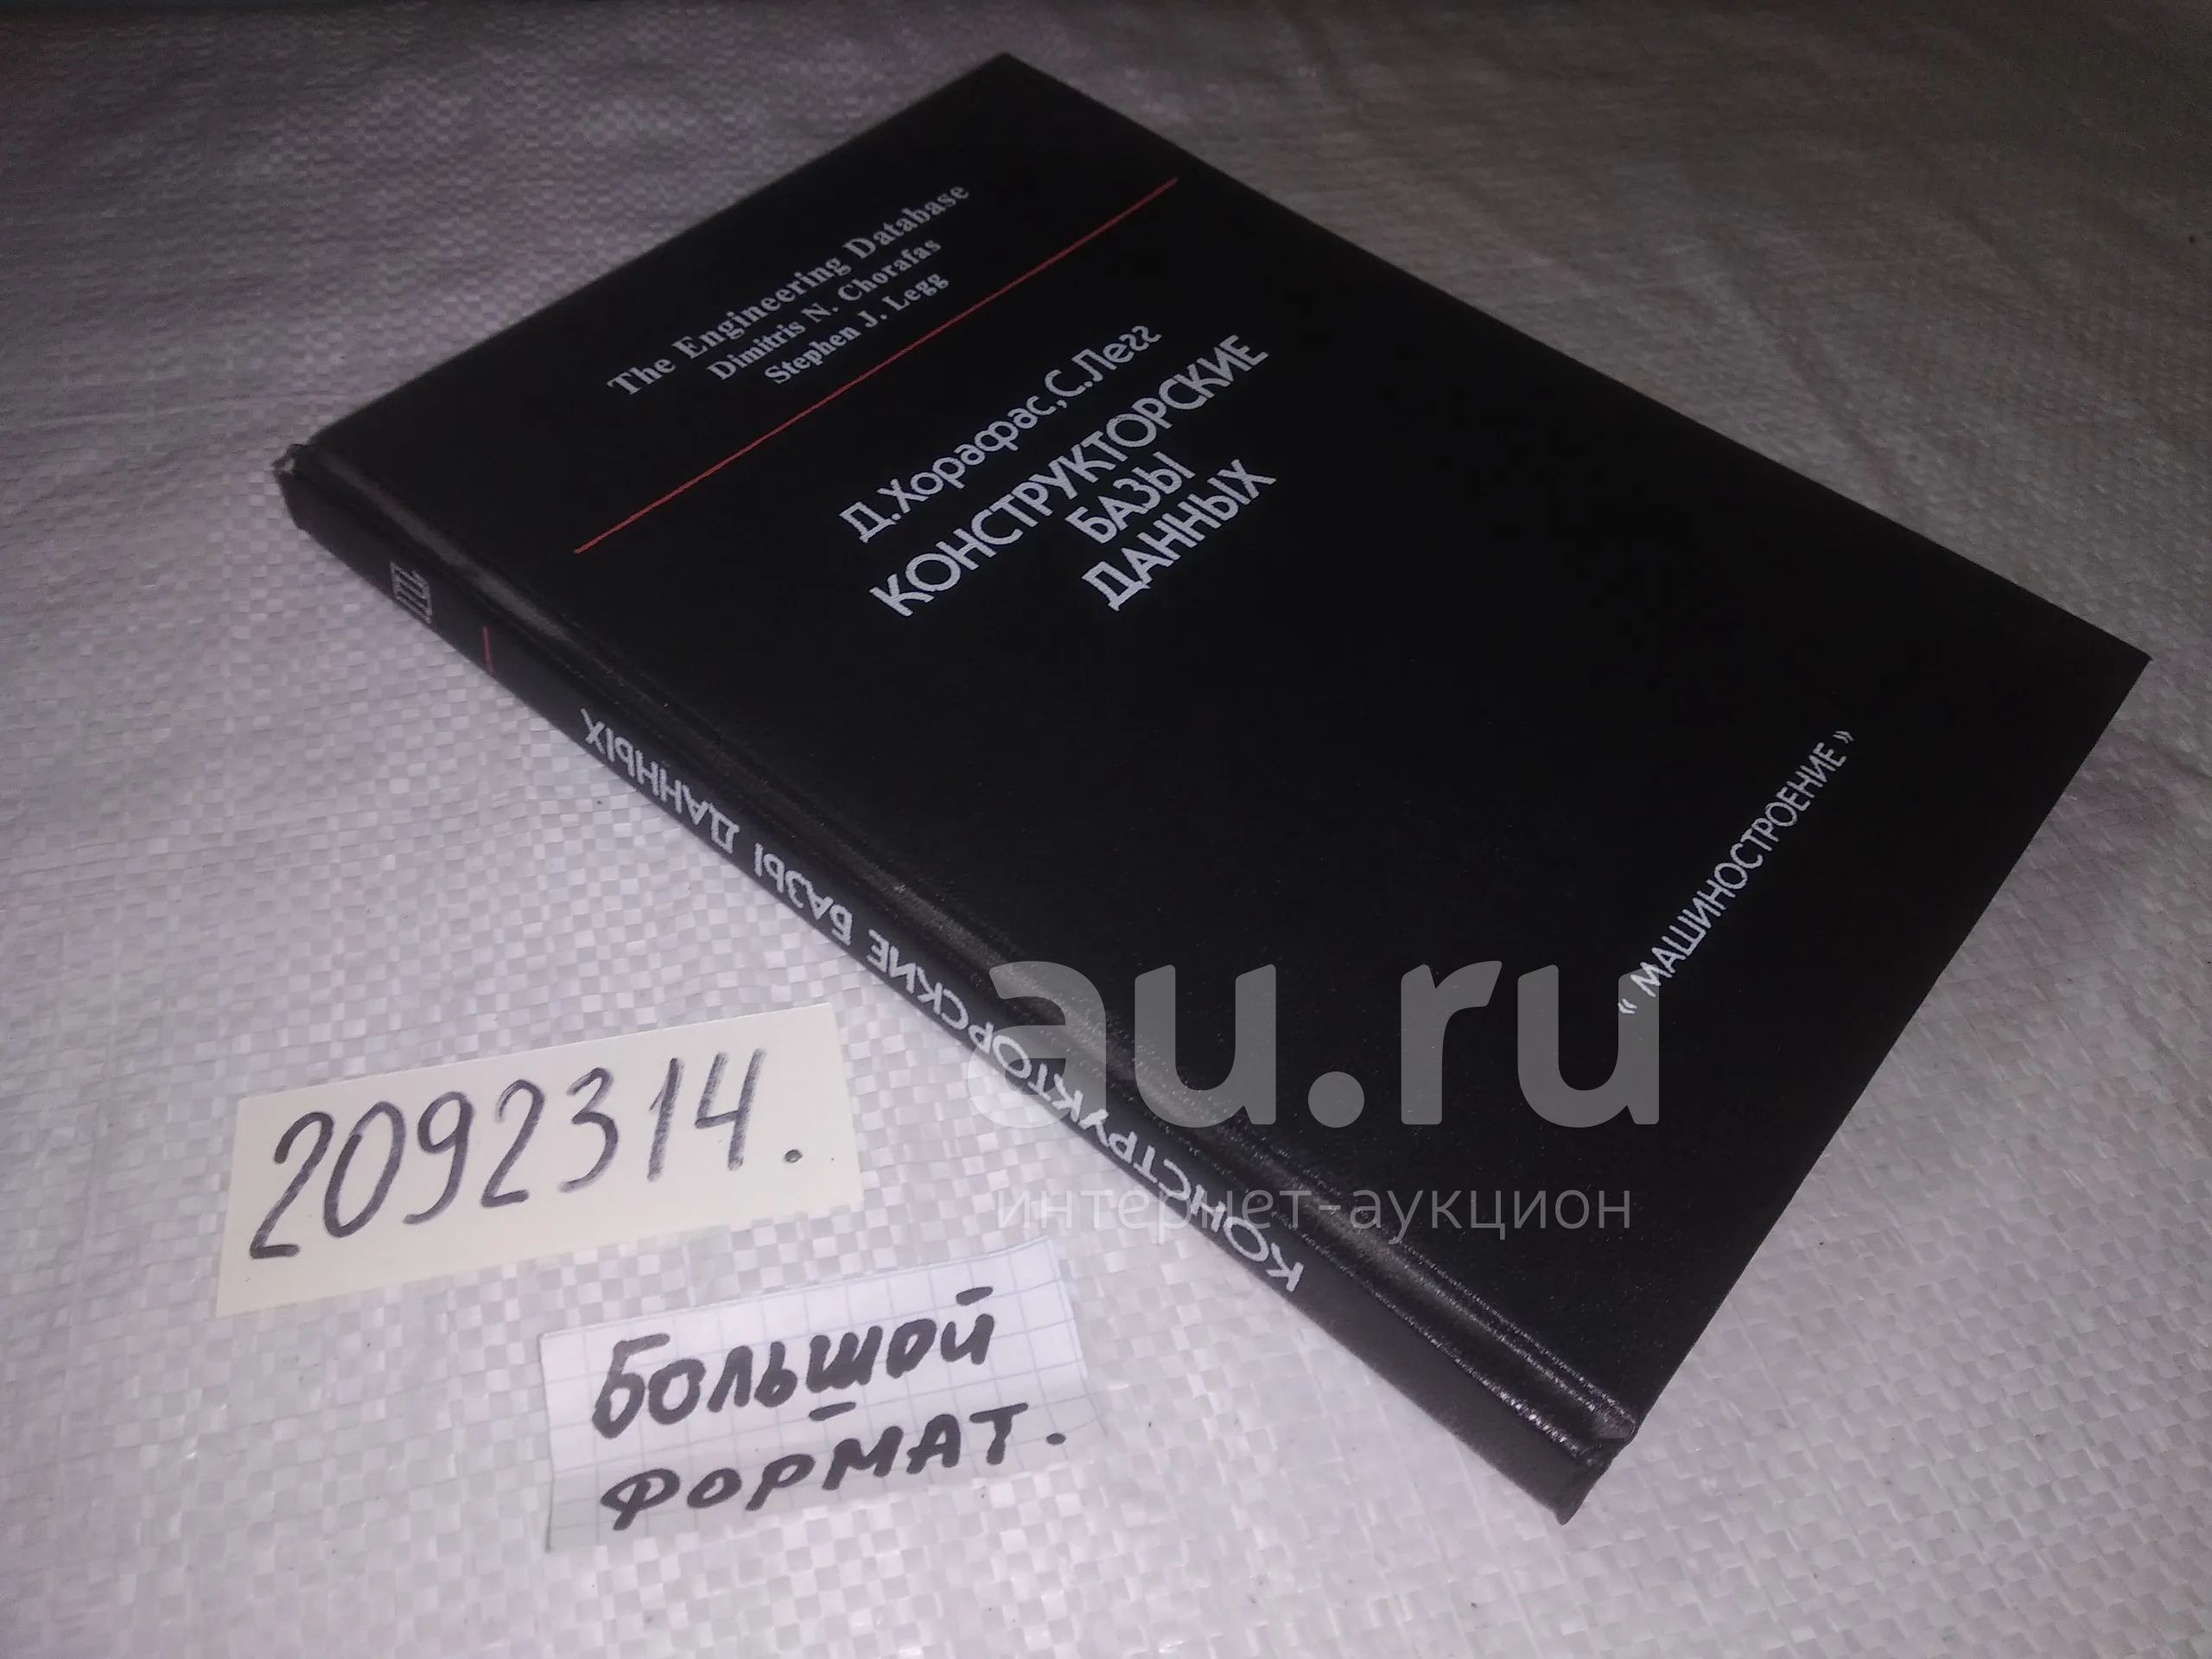 The Engineering Database
Dimitris N. Chorafas
Stephen J. Legg
Д.Хорафас, С.Легг
КОНСТРУКТОРСКИЕ
БАЗЫ
ДАННЫХ
« МАШИНОСТРОЕНИЕ »
КОНСТРУКТОРСКИЕ БАЗЫ ДАННЫХ
au.ru
интернет-аукцион
2092314.
БОЛЬШОЙ
ФОРМАТ.